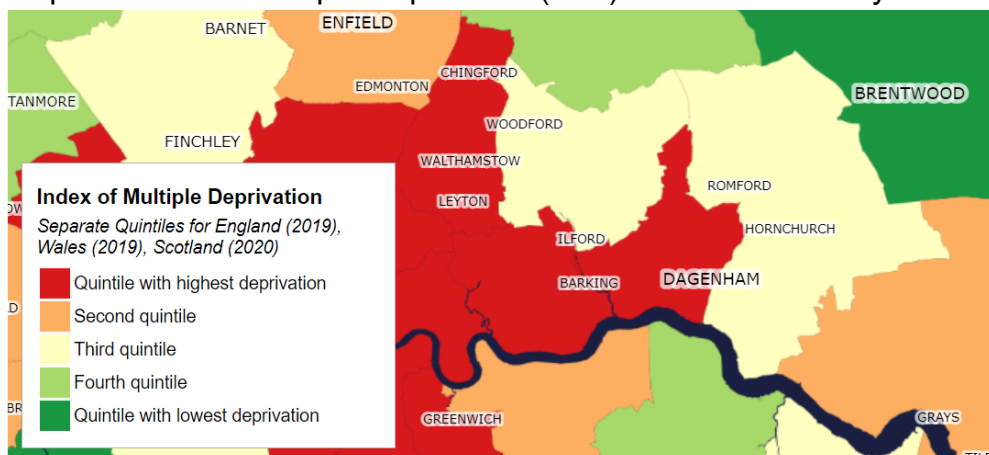 BARNET
ENFIELD
CHINGFORD
EDMONTON
BRENTWOOD
TANMORE
WOODFORD
FINCHLEY
WALTHAMSTOW
ROMFORD
LEYTON
HORNCHURCH
ILFORD
BARKING
DAGENHAM
GREENWICH
GRAYS
Index of Multiple Deprivation
Separate Quintiles for England (2019),
Wales (2019), Scotland (2020)
Quintile with highest deprivation
Second quintile
Third quintile
Fourth quintile
Quintile with lowest deprivation